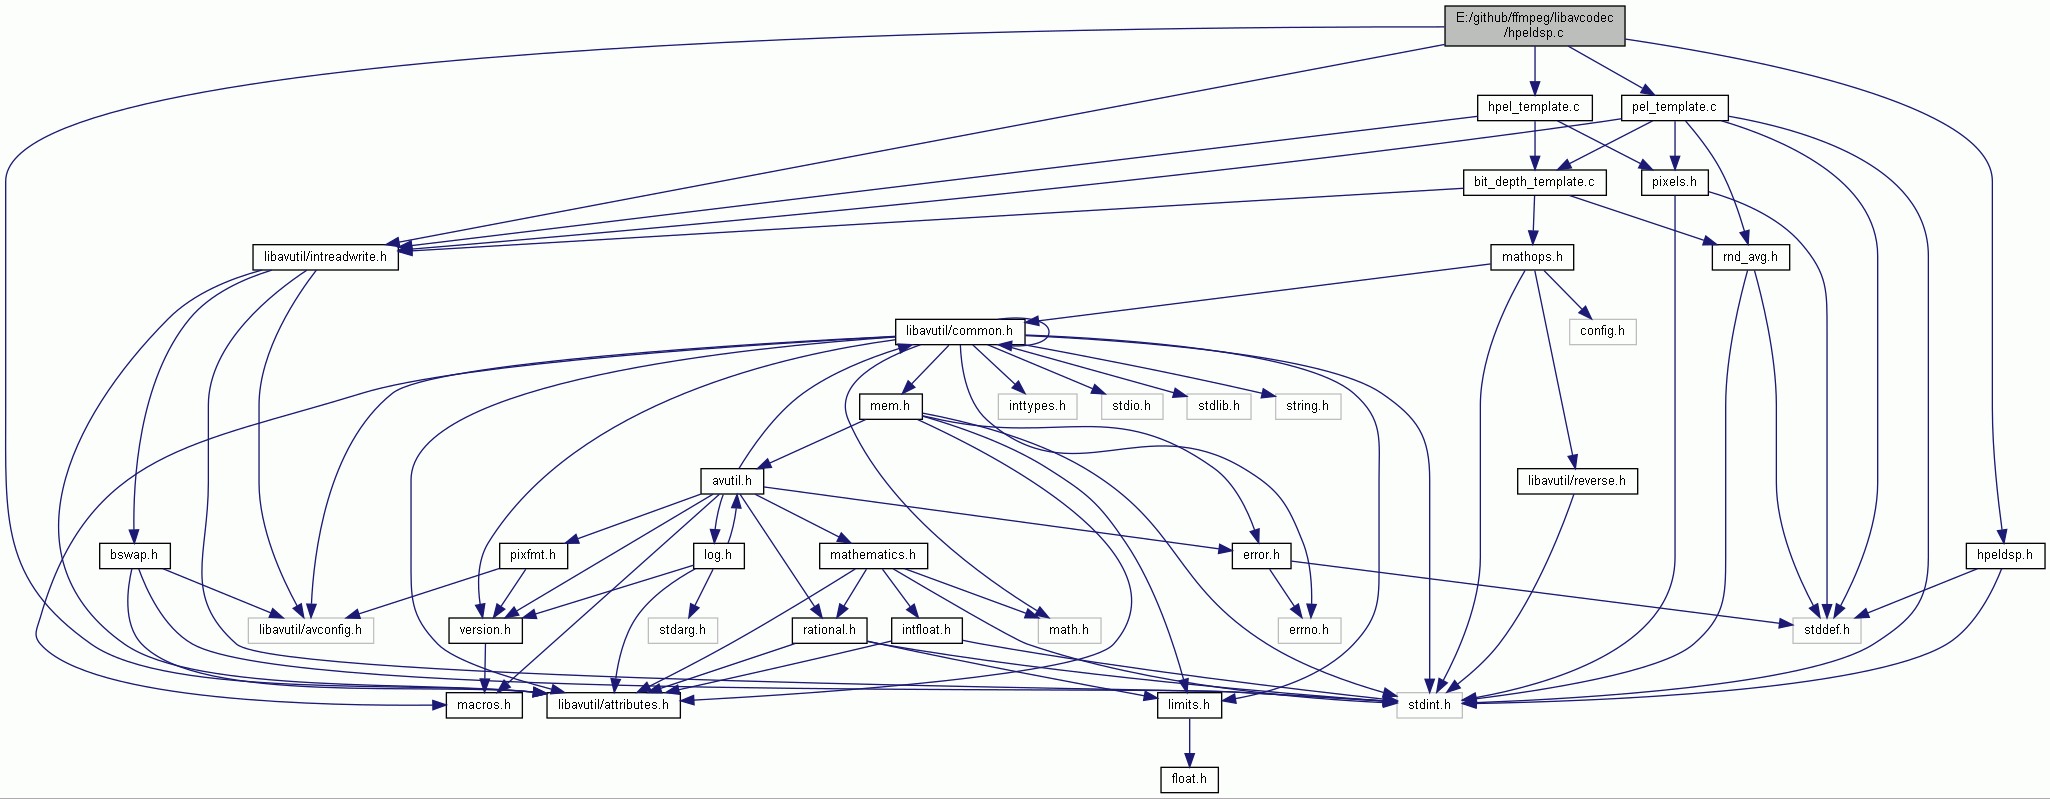 E:/github/ffmpeg/libavcodec
/hpeldsp.c
hpel_template.c
pel_template.c
bit_depth_template.c
pixels.h
libavutil/intreadwrite.h
mathops.h
rnd_avg.h
libavutil/common.h
config.h
mem.h
inttypes.h
stdio.h
stdlib.h
string.h
avutil.h
libavutil/reverse.h
bswap.h
pixfmt.h
log.h
mathematics.h
error.h
hpeldsp.h
libavutil/avconfig.h
version.h
stdarg.h
rational.h
intfloat.h
math.h
errno.h
stddef.h
macros.h
libavutil/attributes.h
limits.h
stdint.h
float.h